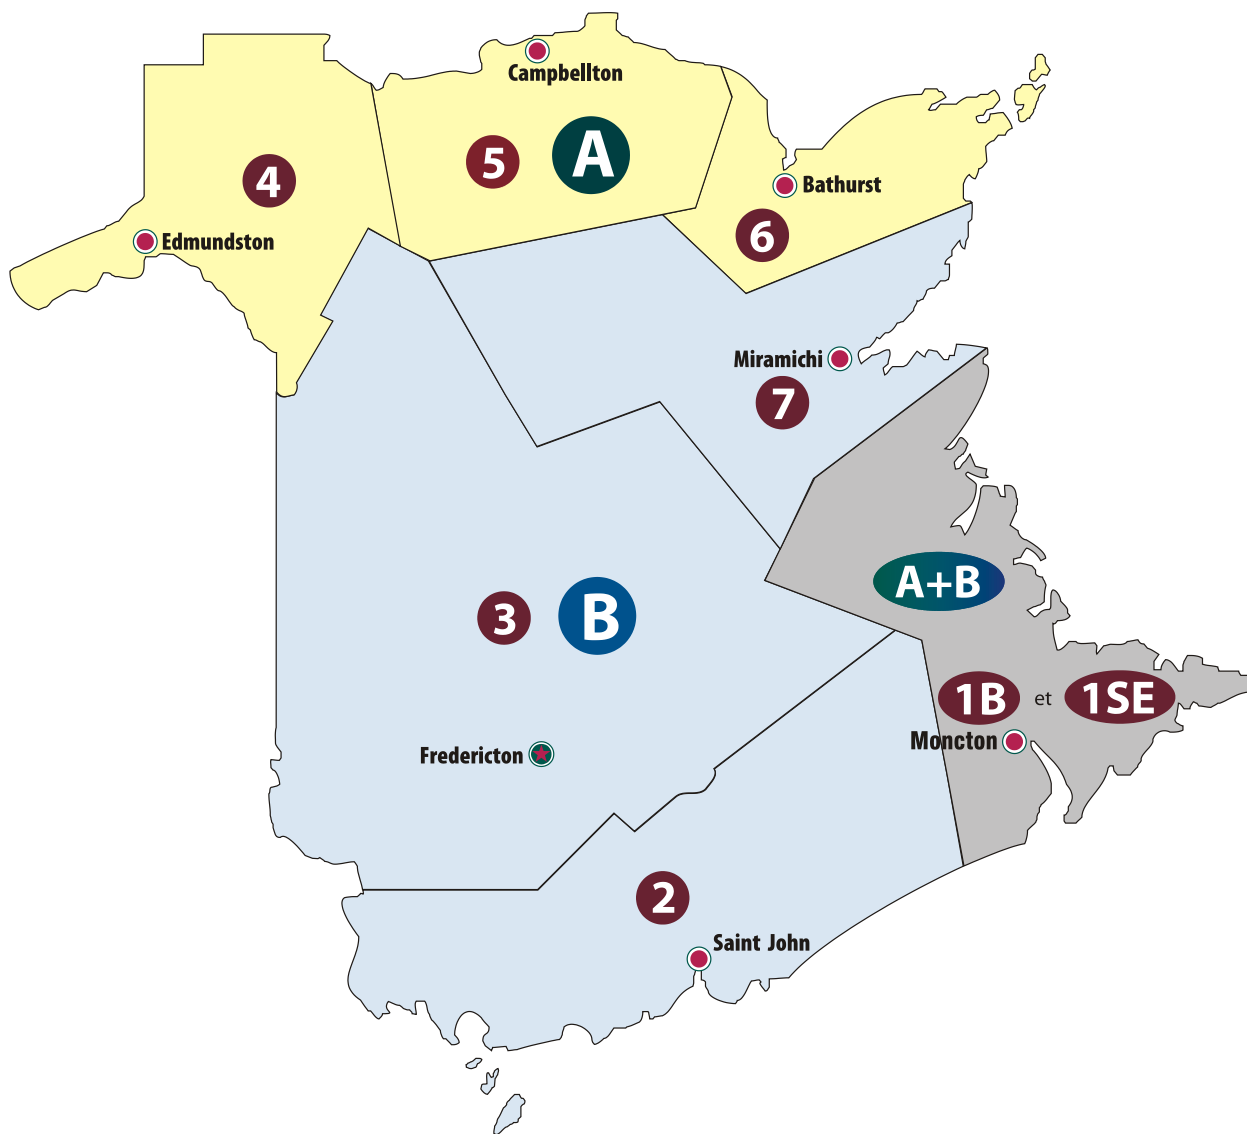 Campbellton
5
A
4
Bathurst
6
Edmundston
Miramichi
7
A+B
3
B
1B et 1SE
Moncton
Fredericton
2
Saint John